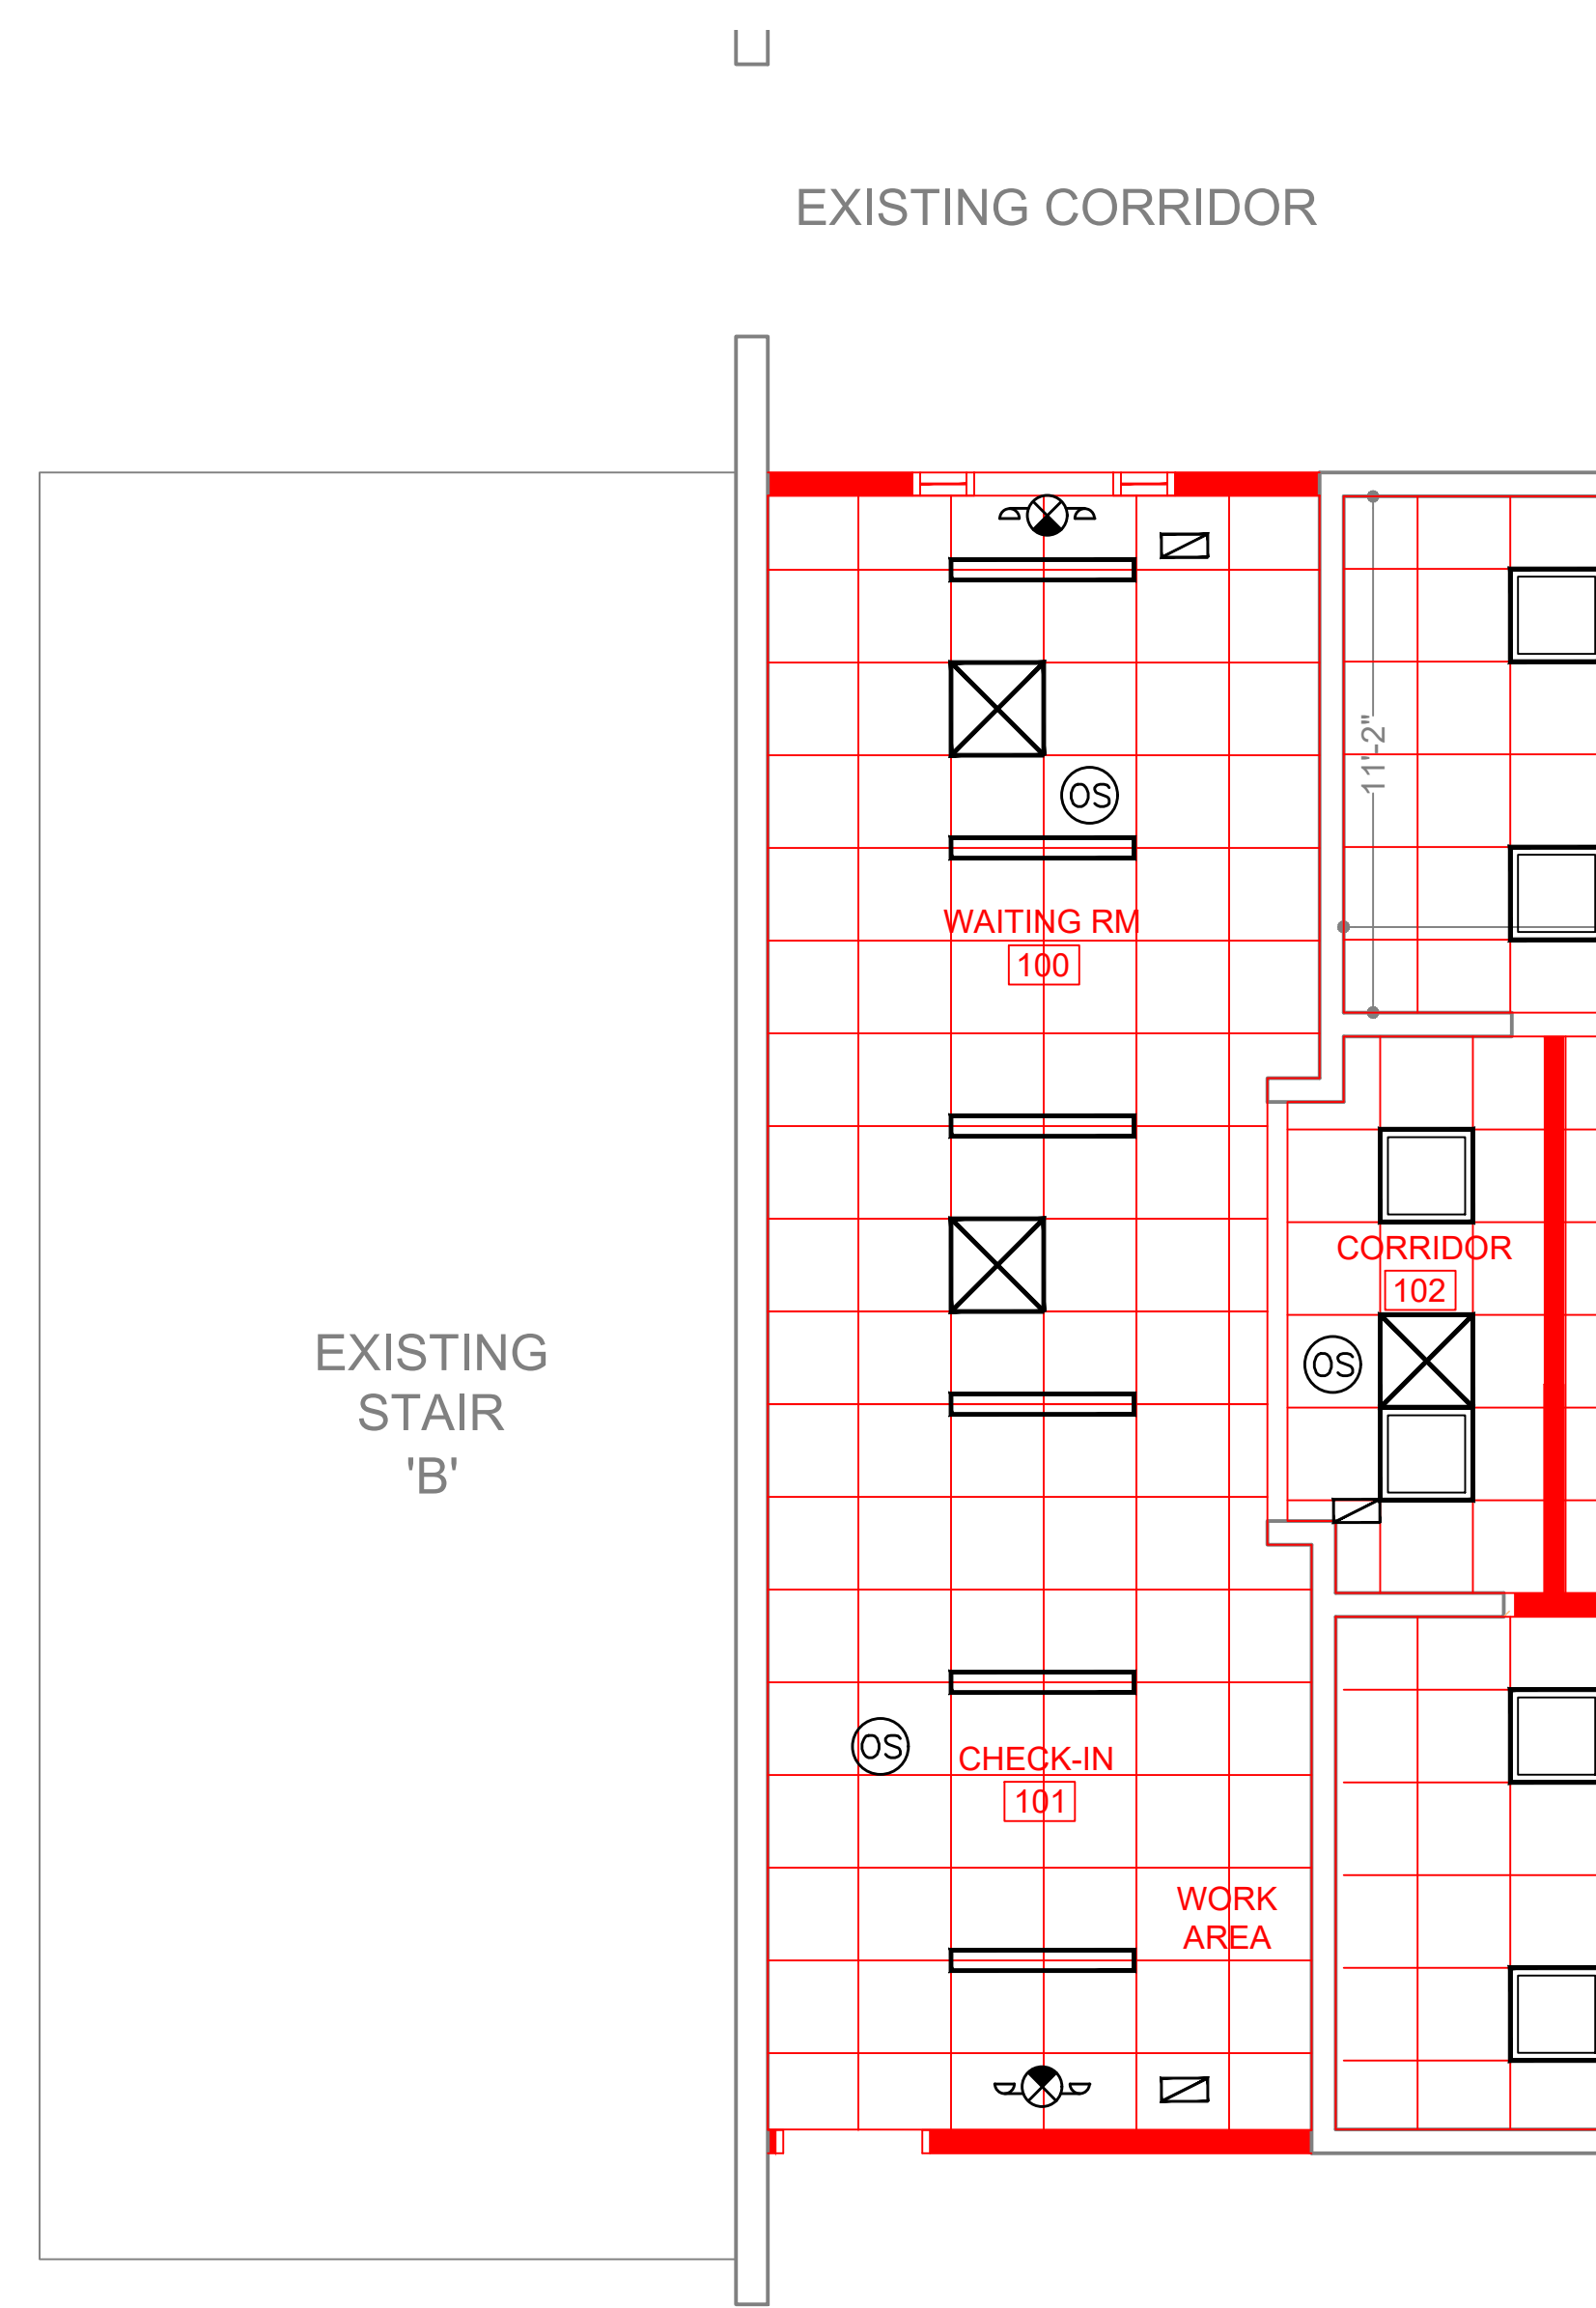 EXISTING CORRIDOR
OS
11'-2"
WAITING RM
100
CORRIDOR
102
OS
EXISTING
STAIR
'B'
OS
CHECK-IN
101
WORK
AREA